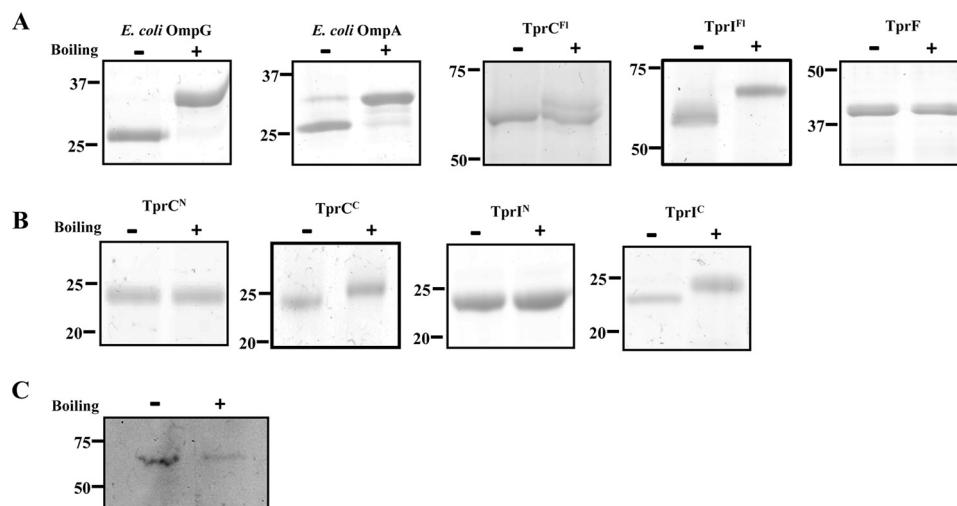 A
E. coli OmpG
E. coli OmpA
TprC^Fl
TprI^Fl
TprF
Boiling - + - + - + - + - +
37
25
37
25
75
50
75
50
50
37
B
TprC^N
TprC^C
TprI^N
TprI^C
Boiling - + - + - + - +
25
20
25
20
25
20
25
20
C
Boiling - +
75
50